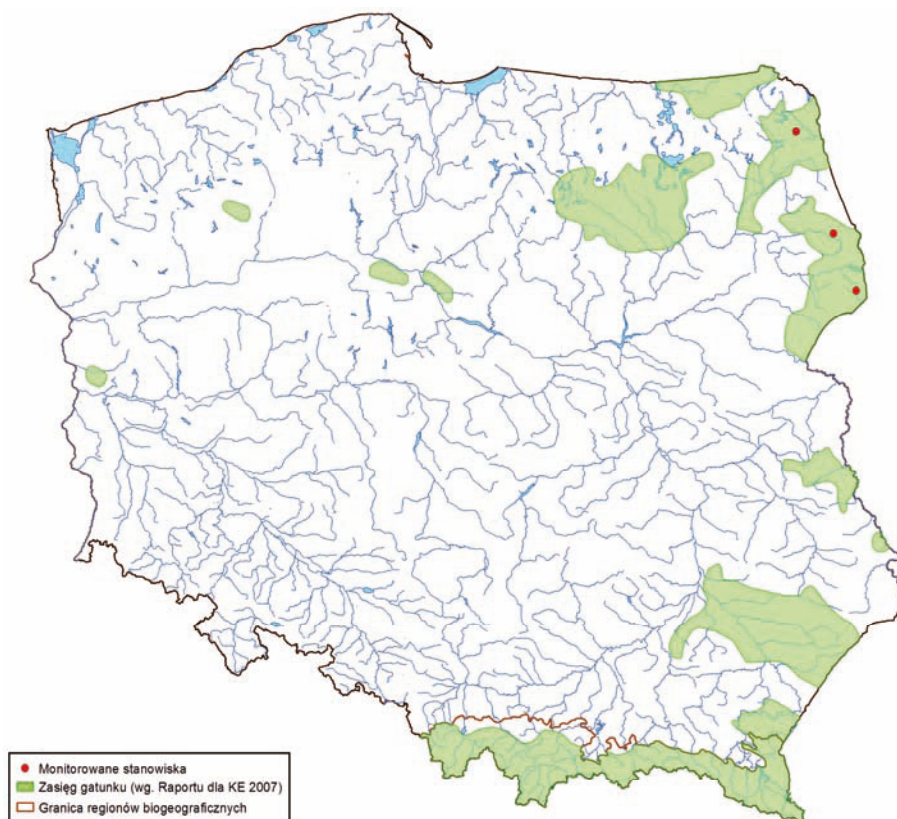 Monitorowane stanowiska
Zasięg gatunku (wg. Raportu dla KE 2007)
Granica regionów biogeograficznych